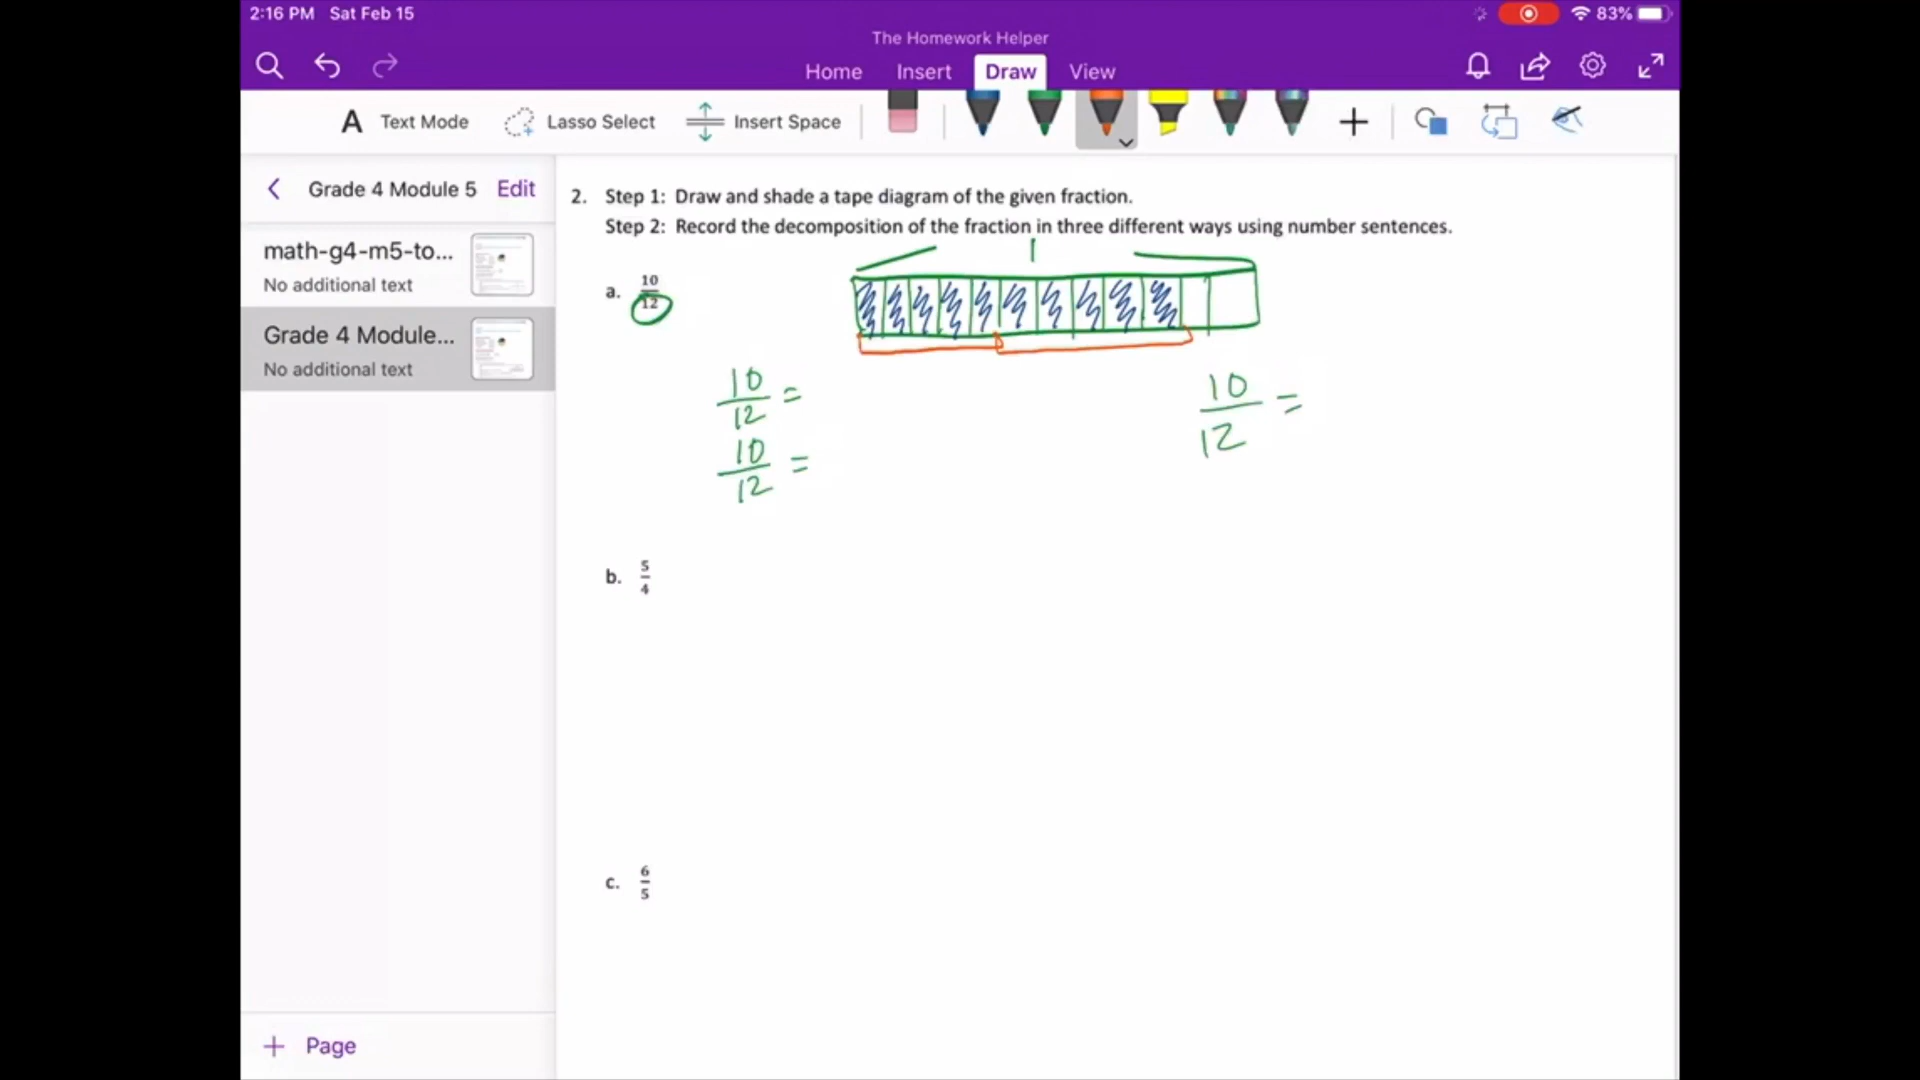 2:16 PM Sat Feb 15
83%
The Homework Helper
Home Insert Draw View
A Text Mode Lasso Select Insert Space
Grade 4 Module 5 Edit
math-g4-m5-to...
No additional text
Grade 4 Module...
No additional text
+ Page
2. Step 1: Draw and shade a tape diagram of the given fraction.
Step 2: Record the decomposition of the fraction in three different ways using number sentences.
1
a. 10/12
10/12 =
10/12 =
10/12 =
b. 5/4
c. 6/5